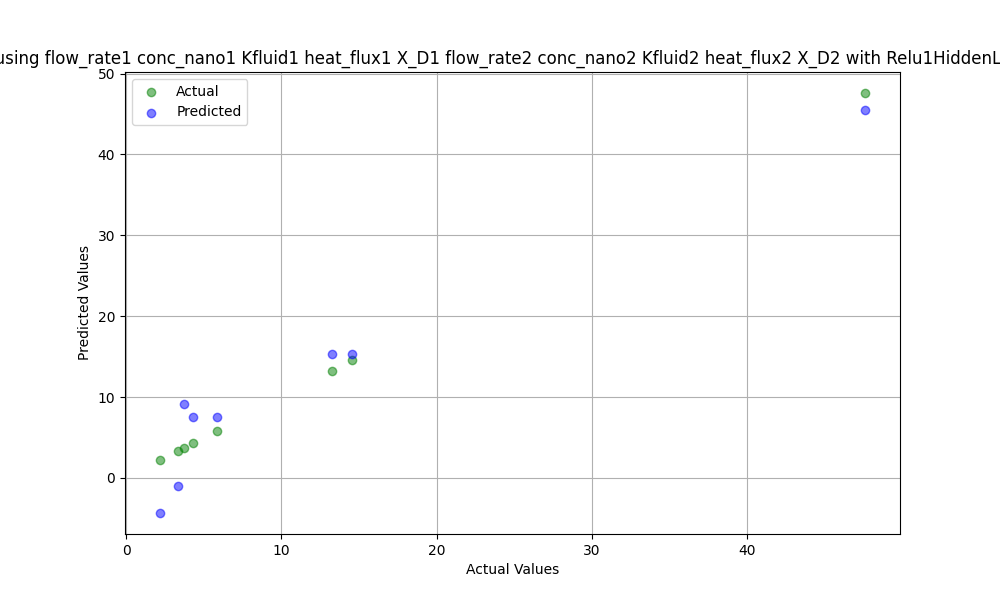 using flow_rate1 conc_nano1 Kfluid1 heat_flux1 X_D1 flow_rate2 conc_nano2 Kfluid2 heat_flux2 X_D2 with Relu1HiddenL
50
Actual
Predicted
40
30
20
10
0
Predicted Values
0 10 20 30 40
Actual Values